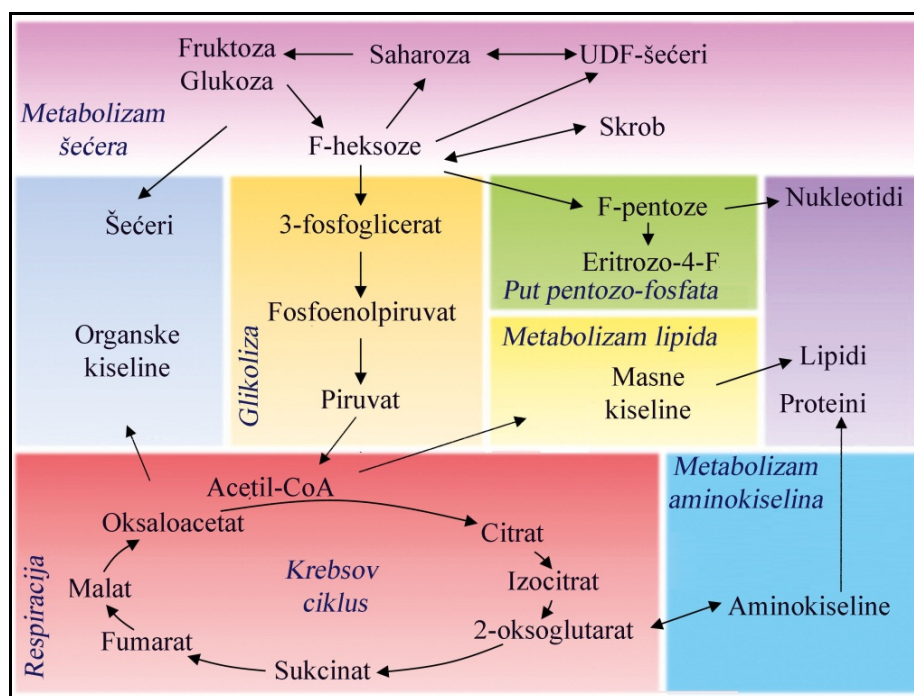 Fruktoza
Glukoza
Saharoza
UDF-šećeri
Metabolizam
šećera
F-heksoze
Skrob
Šećeri
3-fosfoglicerat
F-pentoze
Nukleotidi
Eritrozo-4-F
Put pentozo-fosfata
Organske
kiseline
Fosfoenolpiruvat
Glikoliza
Piruvat
Metabolizam lipida
Masne
kiseline
Lipidi
Proteini
Acetil-CoA
Oksaloacetat
Citrat
Izocitrat
2-oksoglutarat
Sukcinat
Fumarat
Malat
Krebsov
ciklus
Respiracija
Metabolizam
aminokiselina
Aminokiseline